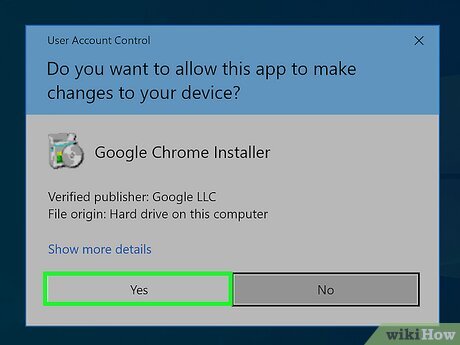 User Account Control
Do you want to allow this app to make
changes to your device?
Google Chrome Installer
Verified publisher: Google LLC
File origin: Hard drive on this computer
Show more details
Yes
No
wikiHow